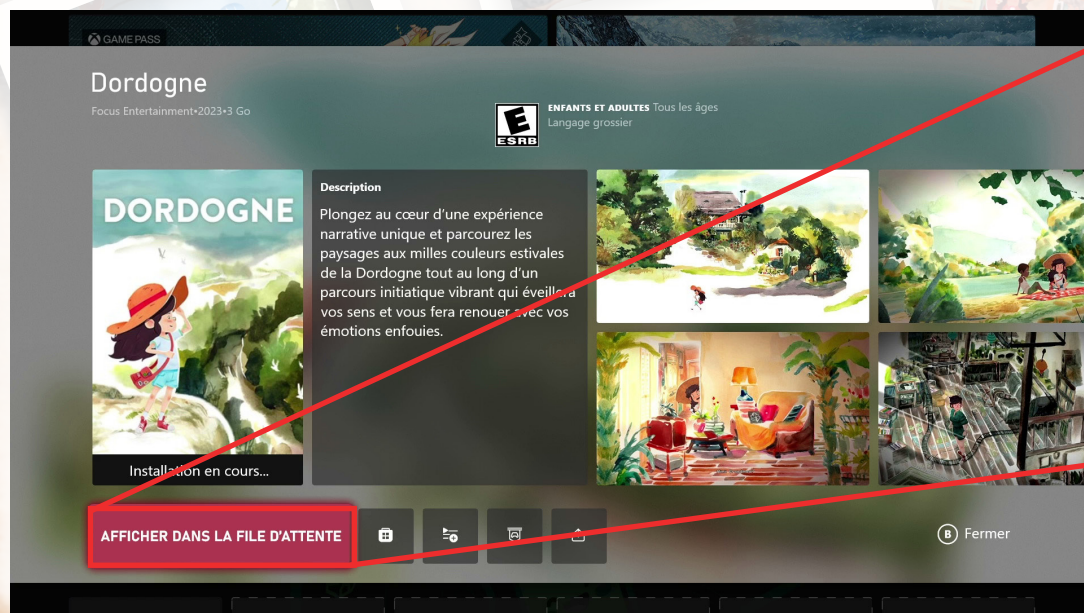 GAME PASS
Dordogne
Focus Entertainment•2023•3 Go
E
ESRB
ENFANTS ET ADULTES Tous les âges
Langage grossier
DORDOGNE
Installation en cours...
Description
Plongez au cœur d'une expérience
narrative unique et parcourez les
paysages aux milles couleurs estivales
de la Dordogne tout au long d'un
parcours initiatique vibrant qui éveillera
vos sens et vous fera renouer avec vos
émotions enfouies.
AFFICHER DANS LA FILE D'ATTENTE
B Fermer